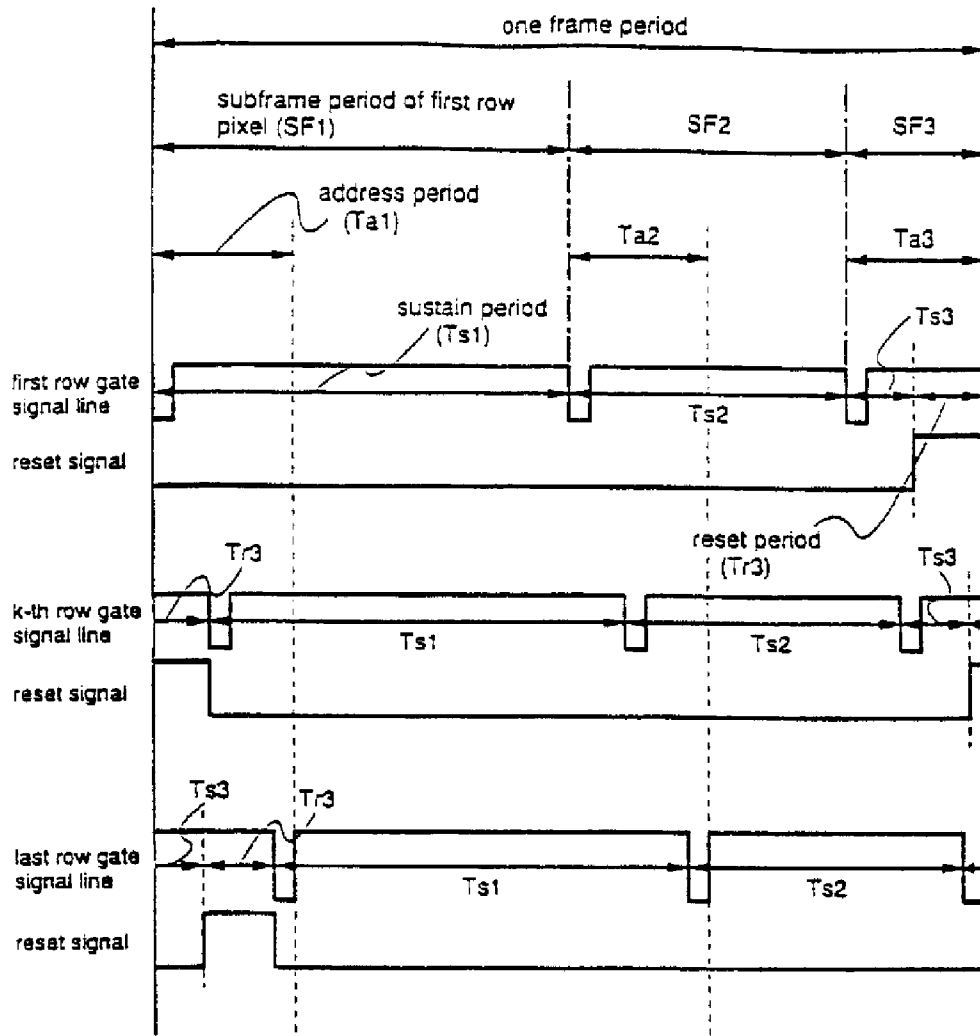 one frame period
subframe period of first row
pixel (SF1)
SF2
SF3
address period
(Ta1)
Ta2
Ta3
sustain period
(Ts1)
Ts3
first row gate
signal line
Ts2
reset signal
reset period
(Tr3)
Tr3
Ts3
k-th row gate
signal line
Ts1
Ts2
reset signal
Ts3
Tr3
last row gate
signal line
Ts1
Ts2
reset signal